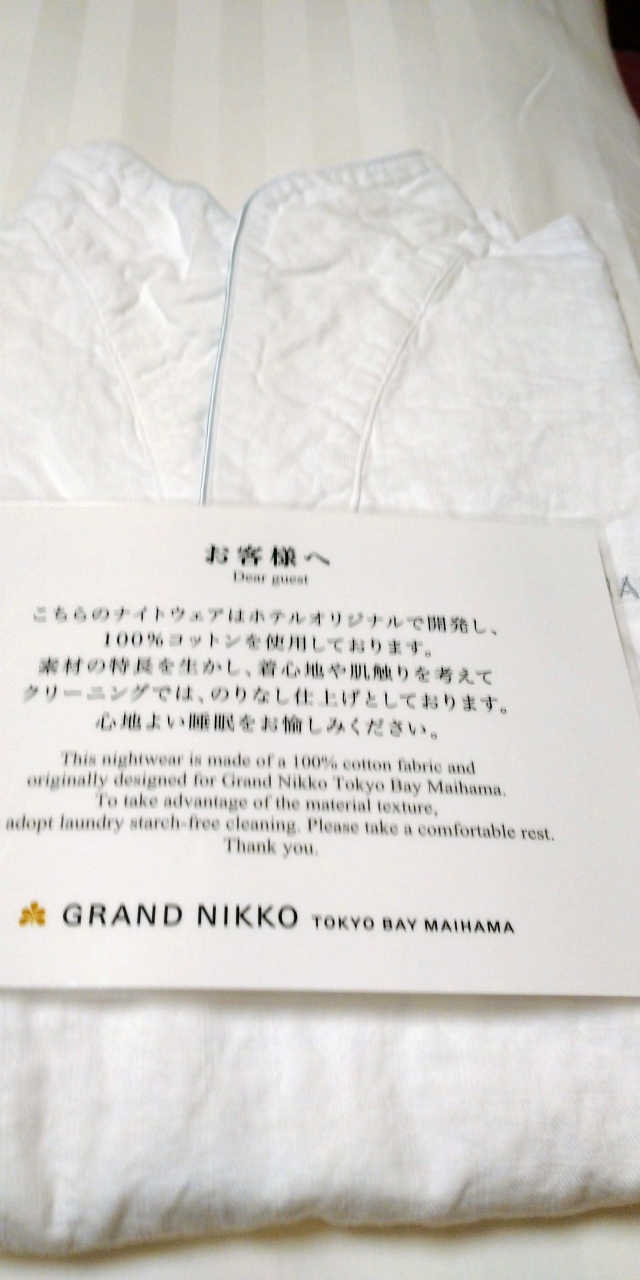 お客様へ
Dear guest
こちらのナイトウェアはホテルオリジナルで開発し、
100%コットンを使用しております。
素材の特長を生かし、着心地や肌触りを考えて
クリーニングでは、のりなし仕上げとしております。
心地よい睡眠をお愉しみください。
This nightwear is made of a 100% cotton fabric and
originally designed for Grand Nikko Tokyo Bay Maihama.
To take advantage of the material texture,
adopt laundry starch-free cleaning. Please take a comfortable rest.
Thank you.
GRAND NIKKO TOKYO BAY MAIHAMA